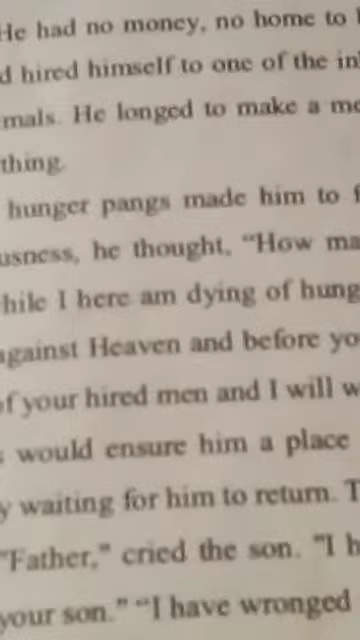 He had no money, no home to
d hired himself to one of the in
mals. He longed to make a me
thing.
hunger pangs made him to f
usness, he thought, "How ma
hile I here am dying of hung
against Heaven and before yo
of your hired men and I will w
would ensure him a place
y waiting for him to return. T
"Father," cried the son. "I h
your son." "I have wronged